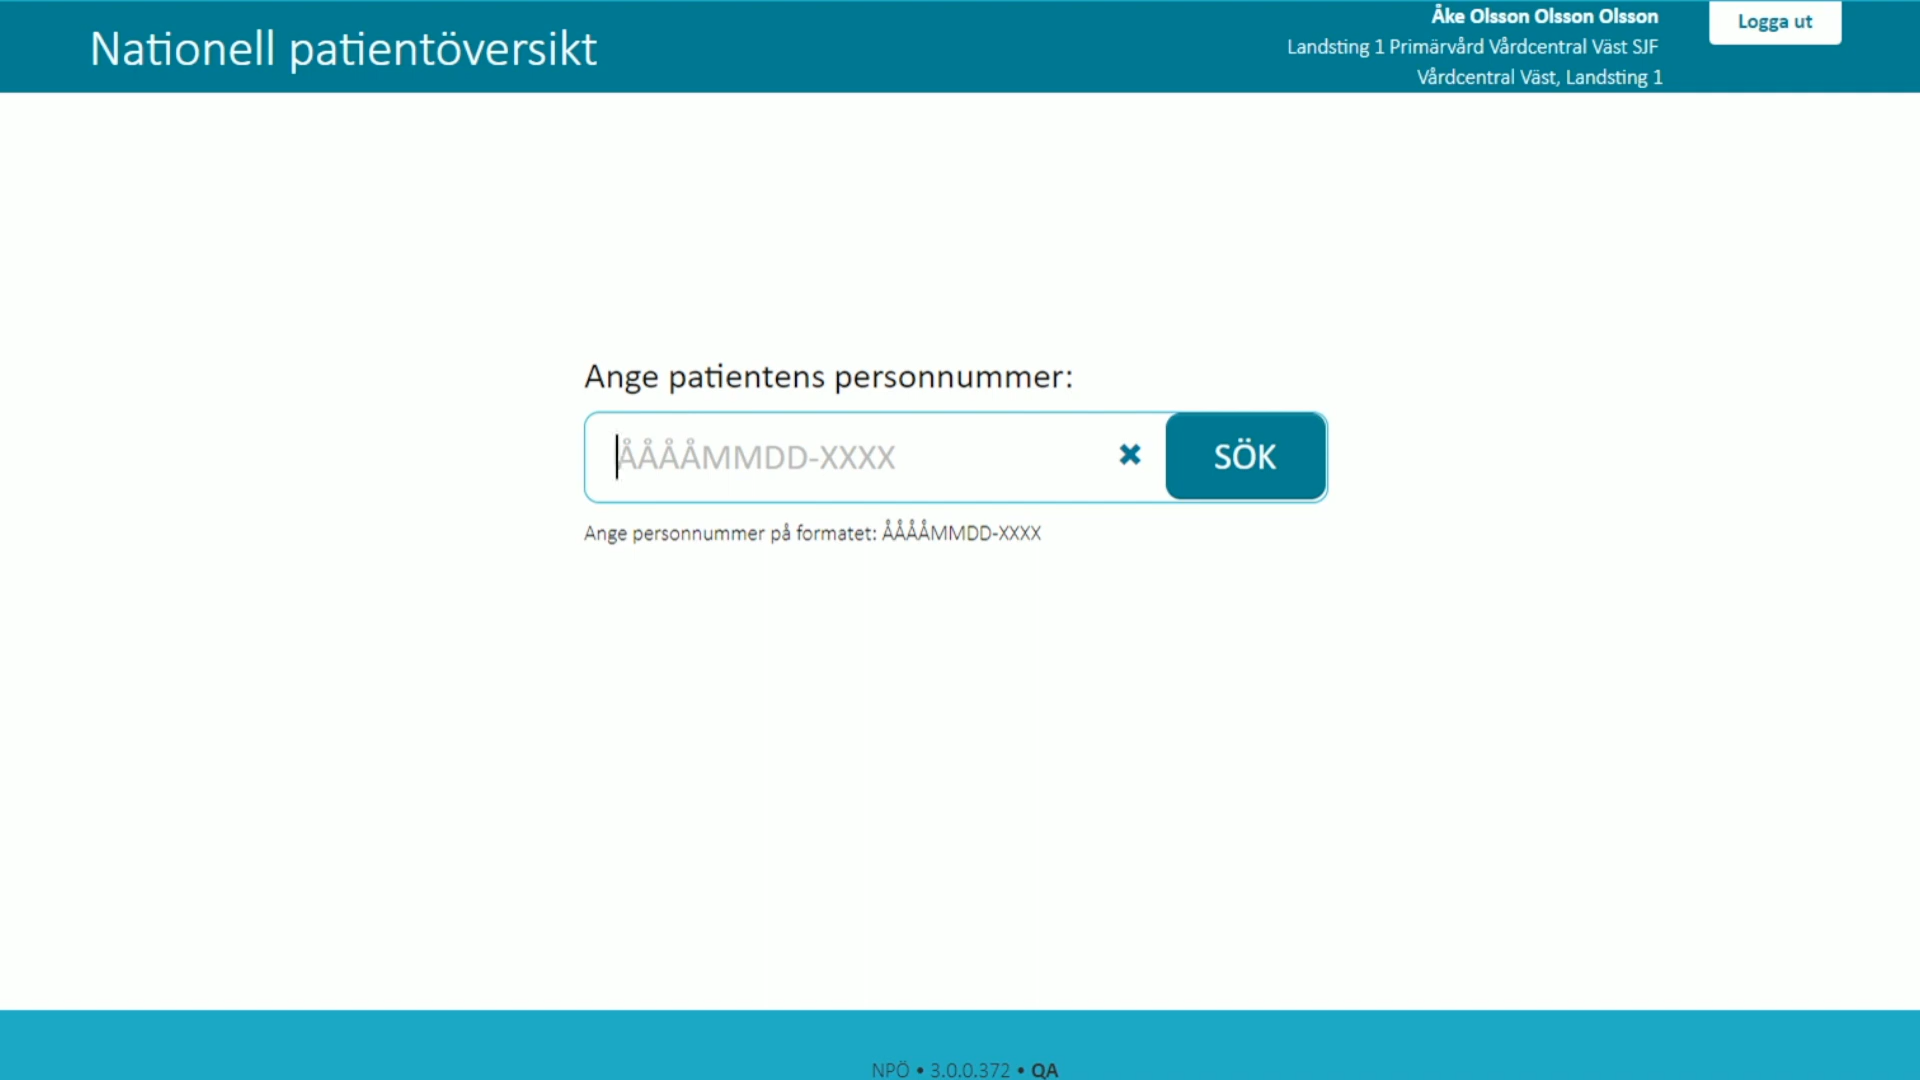 Nationell patientöversikt
Åke Olsson Olsson Olsson
Landsting 1 Primärvård Vårdcentral Väst SJF
Vårdcentral Väst, Landsting 1
Logga ut
Ange patientens personnummer:
ÅÅÅÅMMDD-XXXX
✖
SÖK
Ange personnummer på formatet: ÅÅÅÅMMDD-XXXX
NPÖ • 3.0.0.372 • QA